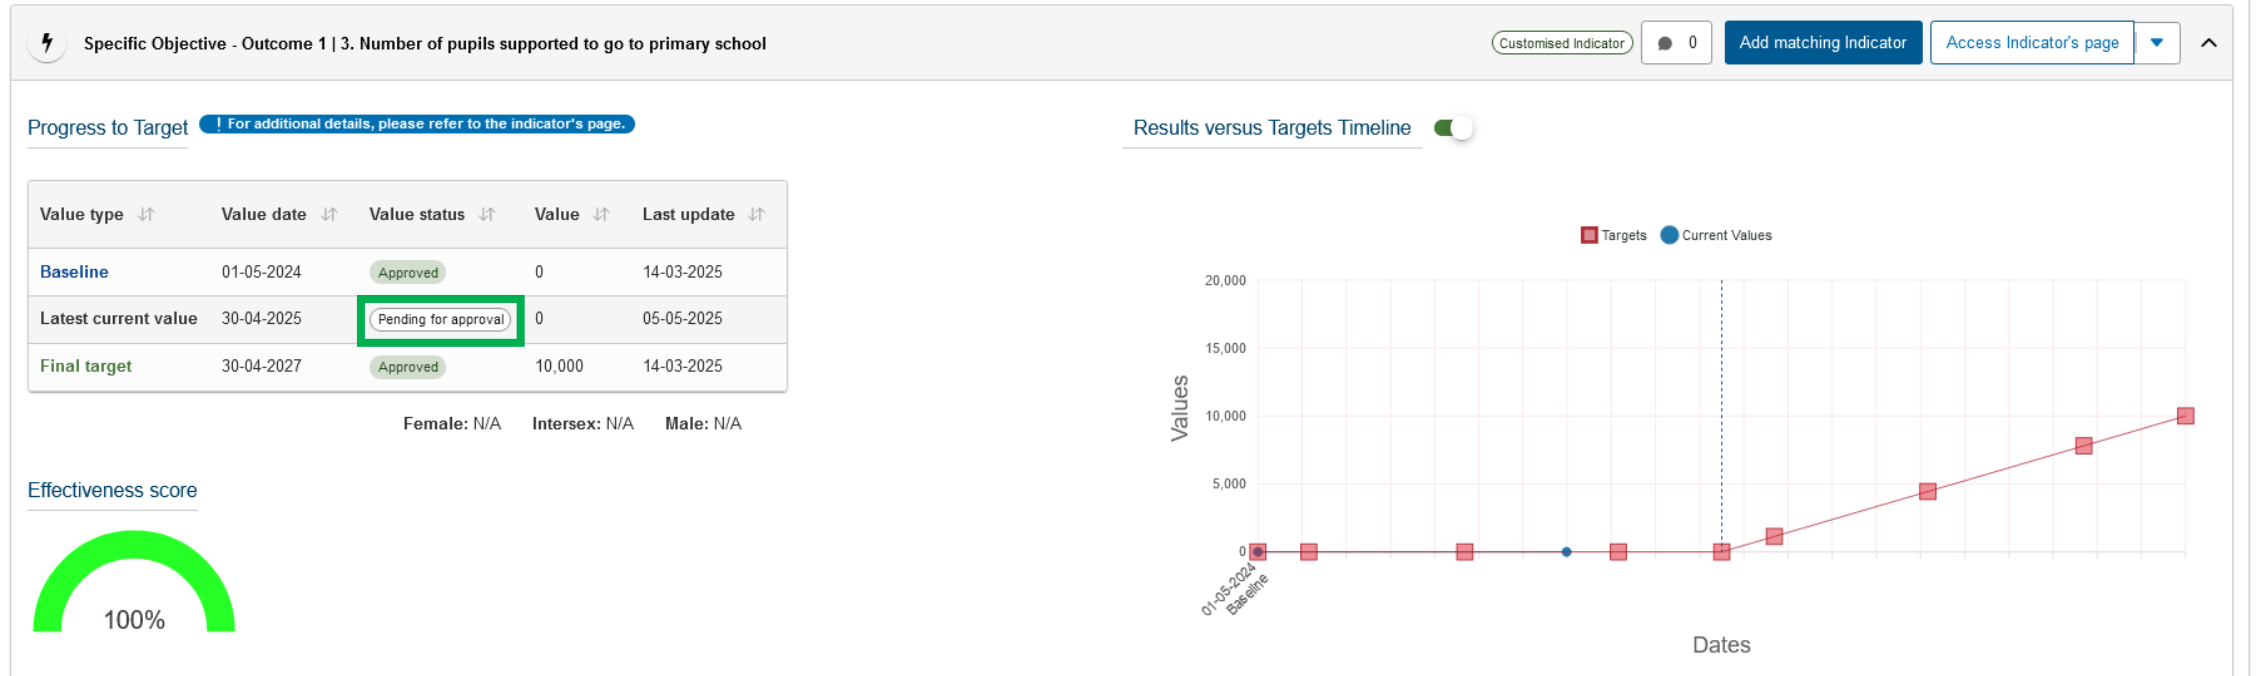 Specific Objective - Outcome 1 | 3. Number of pupils supported to go to primary school
Customised Indicator
0
Add matching Indicator
Access Indicator's page
Progress to Target
! For additional details, please refer to the indicator's page.
Value type
Value date
Value status
Value
Last update
Baseline
01-05-2024
Approved
0
14-03-2025
Latest current value
30-04-2025
Pending for approval
0
05-05-2025
Final target
30-04-2027
Approved
10,000
14-03-2025
Female: N/A
Intersex: N/A
Male: N/A
Effectiveness score
100%
Results versus Targets Timeline
Targets
Current Values
20,000
15,000
10,000
5,000
0
Values
01-05-2024
Baseline
Dates